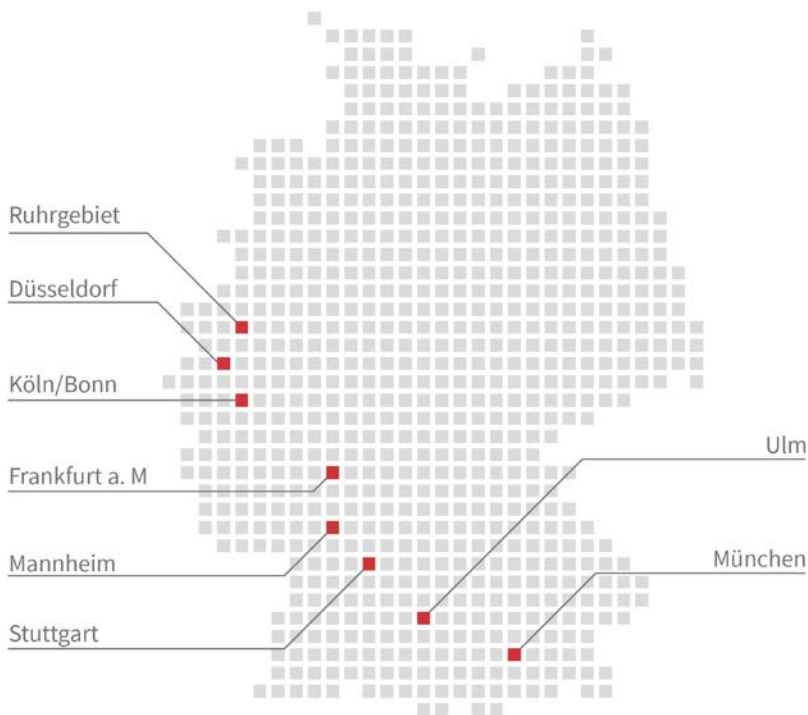 Ruhrgebiet
Düsseldorf
Köln/Bonn
Frankfurt a. M
Mannheim
Stuttgart
Ulm
München